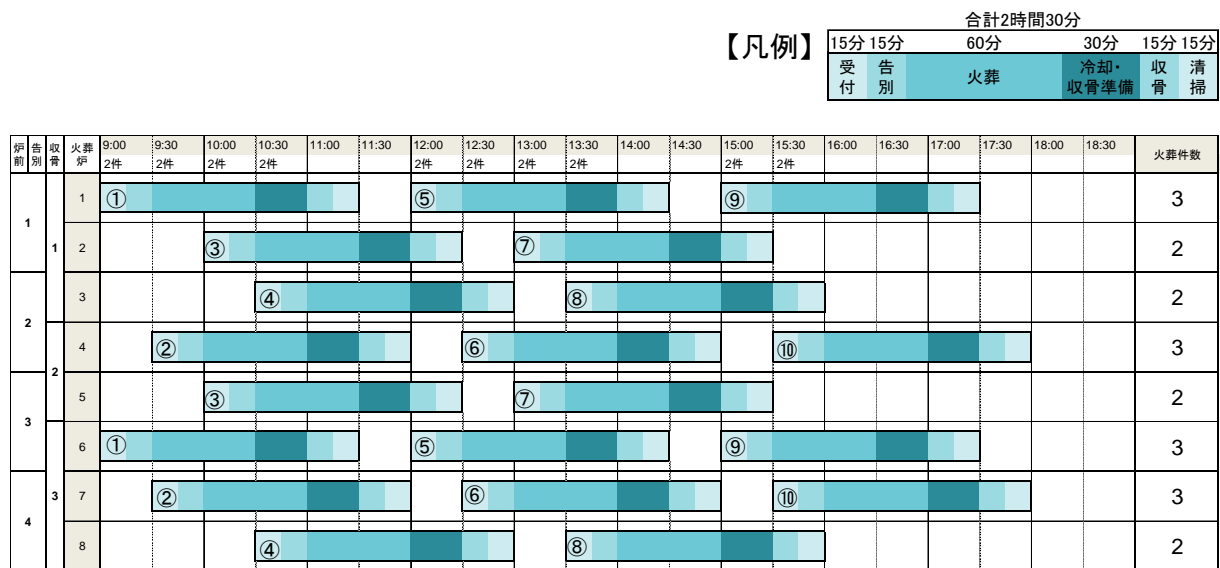 合計2時間30分
【凡例】
15分 15分 60分 30分 15分 15分
受付 告別 火葬 冷却・収骨準備 収骨 清掃
炉前 告別 収骨 火葬炉 9:00 9:30 10:00 10:30 11:00 11:30 12:00 12:30 13:00 13:30 14:00 14:30 15:00 15:30 16:00 16:30 17:00 17:30 18:00 18:30 火葬件数
2件 2件 2件 2件 2件 2件 2件 2件 2件 2件
1 1 1 ① ⑤ ⑨ 3
2 ③ ⑦ 2
2 3 ④ ⑧ 2
2 4 ② ⑥ ⑩ 3
3 5 ③ ⑦ 2
3 6 ① ⑤ ⑨ 3
4 7 ② ⑥ ⑩ 3
8 ④ ⑧ 2